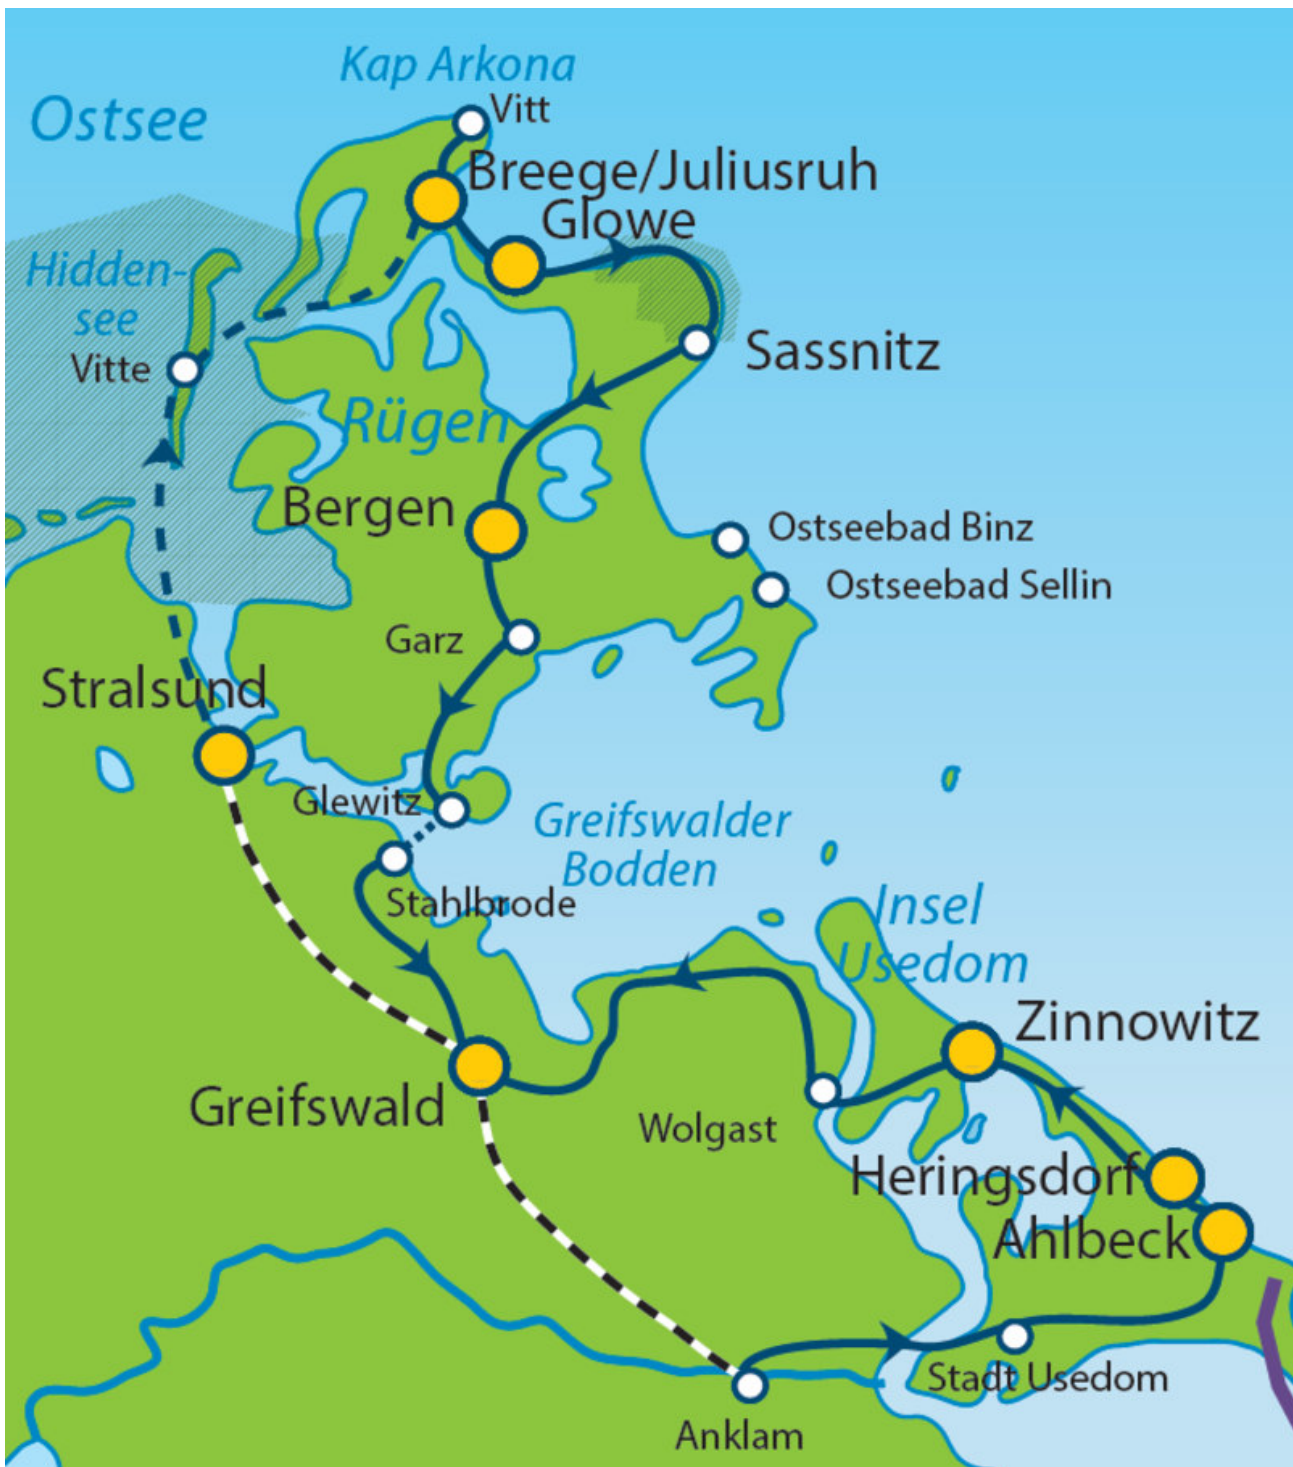 Kap Arkona
Ostsee
Vitt
Breege/Juliusruh
Glowe
Hidden-
see
Vitte
Sassnitz
Rügen
Bergen
Ostseebad Binz
Ostseebad Sellin
Garz
Stralsund
Glewitz
Greifswalder
Bodden
Stahlbrode
Insel
Usedom
Zinnowitz
Greifswald
Wolgast
Heringsdorf
Ahlbeck
Stadt Usedom
Anklam